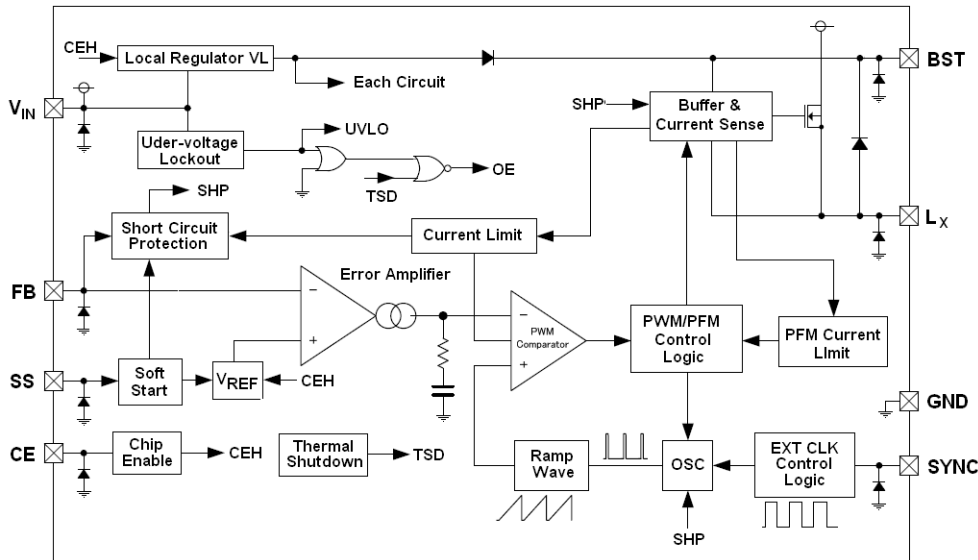 CEH
Local Regulator VL
Each Circuit
BST
VIN
SHP
Buffer &
Current Sense
Uder-voltage
Lockout
UVLO
OE
TSD
SHP
Short Circuit
Protection
Current Limit
LX
Error Amplifier
FB
−
+
−
PWM
Comparator
+
PWM/PFM
Control
Logic
PFM Current
LImit
SS
Soft
Start
VREF
CEH
GND
CE
Chip
Enable
CEH
Thermal
Shutdown
TSD
Ramp
Wave
OSC
EXT CLK
Control
Logic
SYNC
SHP